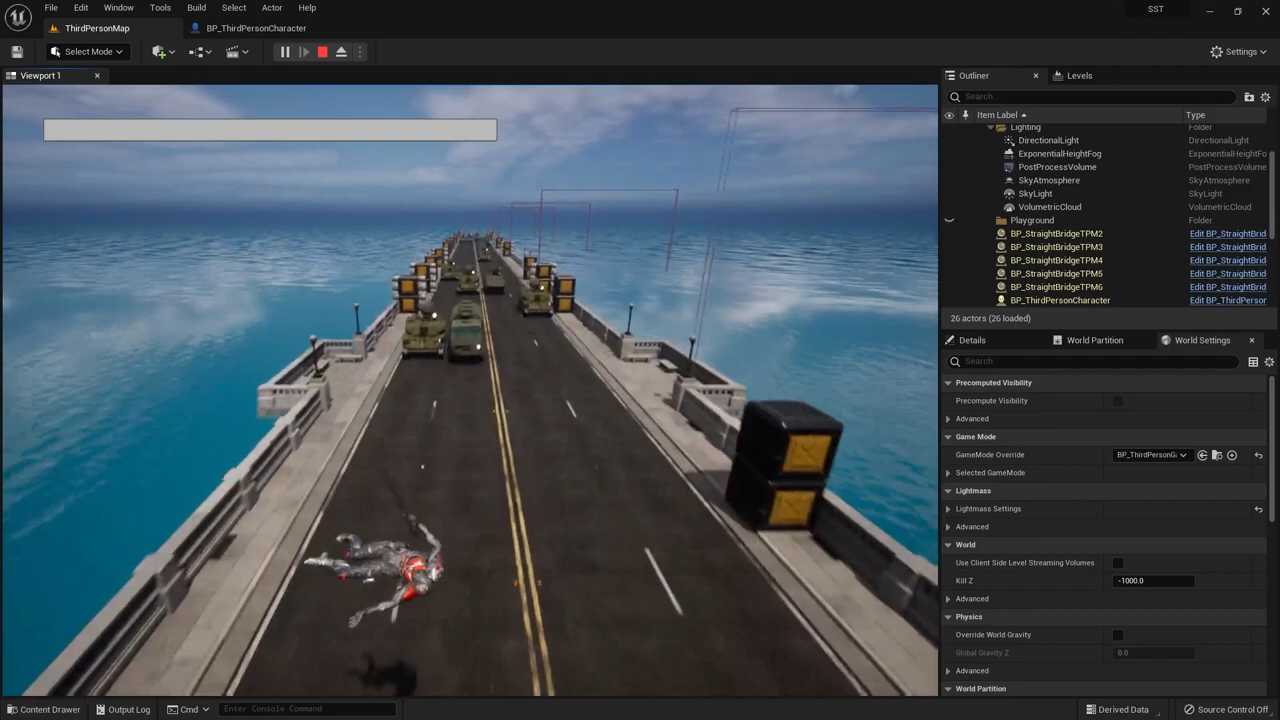 File Edit Window Tools Build Select Actor Help
SST
ThirdPersonMap
BP_ThirdPersonCharacter
Select Mode
Settings
Viewport 1
Outliner
Levels
Search...
Item Label
Type
Lighting
Folder
DirectionalLight
DirectionalLight
ExponentialHeightFog
ExponentialHeightFo
PostProcessVolume
PostProcessVolume
SkyAtmosphere
SkyAtmosphere
SkyLight
SkyLight
VolumetricCloud
VolumetricCloud
Playground
Folder
BP_StraightBridgeTPM2
Edit BP_StraightBrid
BP_StraightBridgeTPM3
Edit BP_StraightBrid
BP_StraightBridgeTPM4
Edit BP_StraightBrid
BP_StraightBridgeTPM5
Edit BP_StraightBrid
BP_StraightBridgeTPM6
Edit BP_StraightBrid
BP_ThirdPersonCharacter
Edit BP_ThirdPersor
26 actors (26 loaded)
Details
World Partition
World Settings
Search
Precomputed Visibility
Precompute Visibility
Advanced
Game Mode
GameMode Override
BP_ThirdPersonGa
Selected GameMode
Lightmass
Lightmass Settings
Advanced
World
Use Client Side Level Streaming Volumes
Kill Z
-1000.0
Advanced
Physics
Override World Gravity
Global Gravity Z
0.0
Advanced
World Partition
Content Drawer
Output Log
Cmd
Enter Console Command
Derived Data
Source Control Off